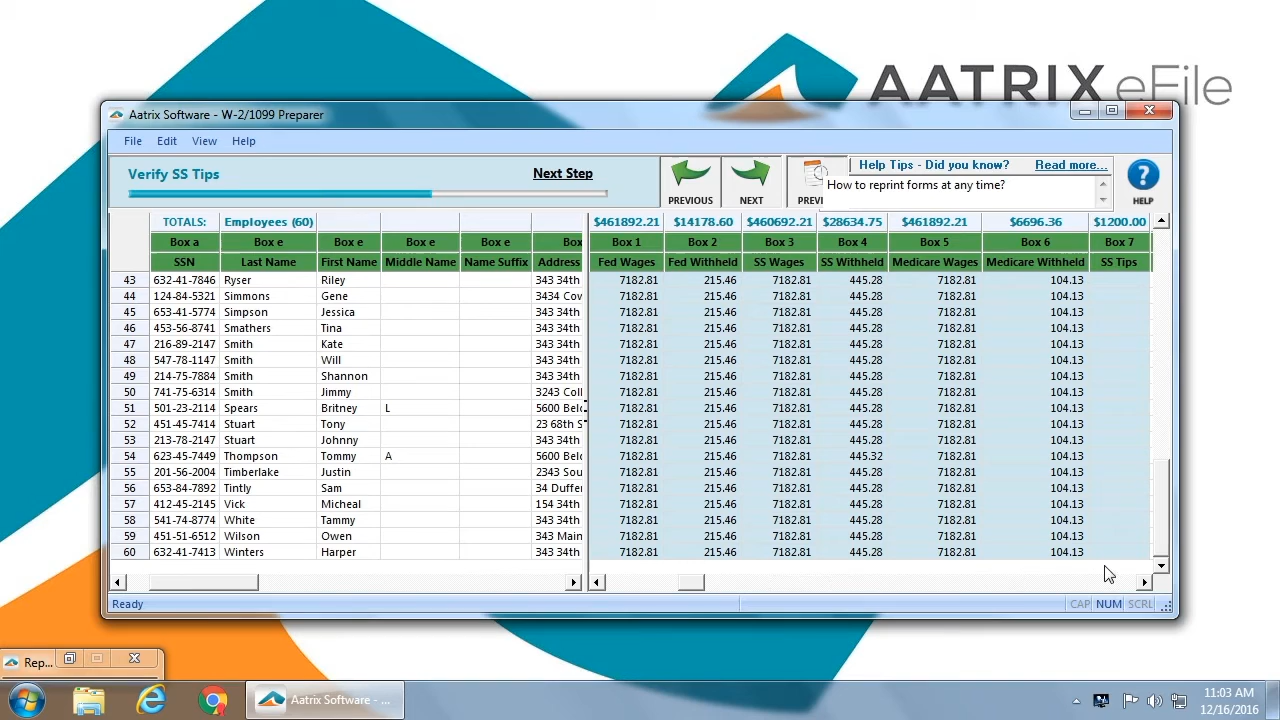 AATRIX eFile
Aatrix Software - W-2/1099 Preparer
File Edit View Help
Verify SS Tips Next Step PREVIOUS NEXT Help Tips - Did you know? Read more... HELP
How to reprint forms at any time?
TOTALS: Employees (60) $461892.21 $14178.60 $460692.21 $28634.75 $461892.21 $6696.36 $1200.00
Box a Box e Box e Box e Box e Box Box 1 Box 2 Box 3 Box 4 Box 5 Box 6 Box 7
SSN Last Name First Name Middle Name Name Suffix Address Fed Wages Fed Withheld SS Wages SS Withheld Medicare Wages Medicare Withheld SS Tips
43 632-41-7846 Ryser Riley 343 34th 7182.81 215.46 7182.81 445.28 7182.81 104.13
44 124-84-5321 Simmons Gene 3434 Cov 7182.81 215.46 7182.81 445.28 7182.81 104.13
45 653-41-5774 Simpson Jessica 343 34th 7182.81 215.46 7182.81 445.28 7182.81 104.13
46 453-56-8741 Smathers Tina 343 34th 7182.81 215.46 7182.81 445.28 7182.81 104.13
47 216-89-2147 Smith Kate 343 34th 7182.81 215.46 7182.81 445.28 7182.81 104.13
48 547-78-1147 Smith Will 343 34th 7182.81 215.46 7182.81 445.28 7182.81 104.13
49 214-75-7884 Smith Shannon 343 34th 7182.81 215.46 7182.81 445.28 7182.81 104.13
50 741-75-6314 Smith Jimmy 3243 Coll 7182.81 215.46 7182.81 445.28 7182.81 104.13
51 501-23-2114 Spears Britney L 5600 Belc 7182.81 215.46 7182.81 445.28 7182.81 104.13
52 451-45-7414 Stuart Tony 23 68th S 7182.81 215.46 7182.81 445.28 7182.81 104.13
53 213-78-2147 Stuart Johnny 343 34th 7182.81 215.46 7182.81 445.28 7182.81 104.13
54 623-45-7449 Thompson Tommy A 5600 Belc 7182.81 215.46 7182.81 445.32 7182.81 104.13
55 201-56-2004 Timberlake Justin 2343 Sou 7182.81 215.46 7182.81 445.28 7182.81 104.13
56 653-84-7892 Tintly Sam 34 Duffer 7182.81 215.46 7182.81 445.28 7182.81 104.13
57 412-45-2145 Vick Micheal 154 34th 7182.81 215.46 7182.81 445.28 7182.81 104.13
58 541-74-8774 White Tammy 343 34th 7182.81 215.46 7182.81 445.28 7182.81 104.13
59 451-51-6512 Wilson Owen 343 Main 7182.81 215.46 7182.81 445.28 7182.81 104.13
60 632-41-7413 Winters Harper 343 34th 7182.81 215.46 7182.81 445.28 7182.81 104.13
Ready CAP NUM SCRL
Rep...
Aatrix Software - ...
11:03 AM
12/16/2016